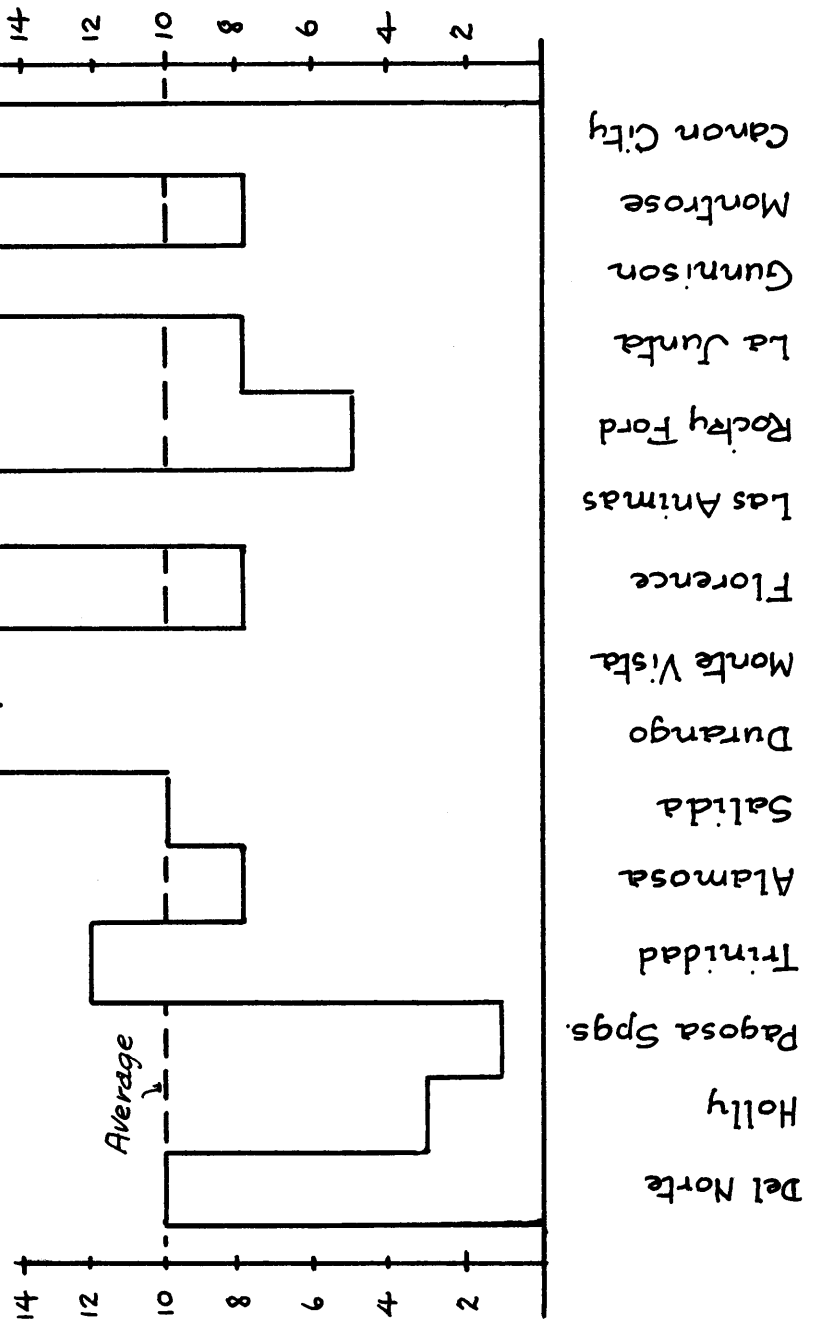 14 12 10 8 6 4 2
Canon City
Montrose
Gunnison
La Junta
Rocky Ford
Las Animas
Florence
Monte Vista
Durango
Salida
Alamosa
Trinidad
Pagosa Spgs.
Holly
Del Norte
Average
14 12 10 8 6 4 2